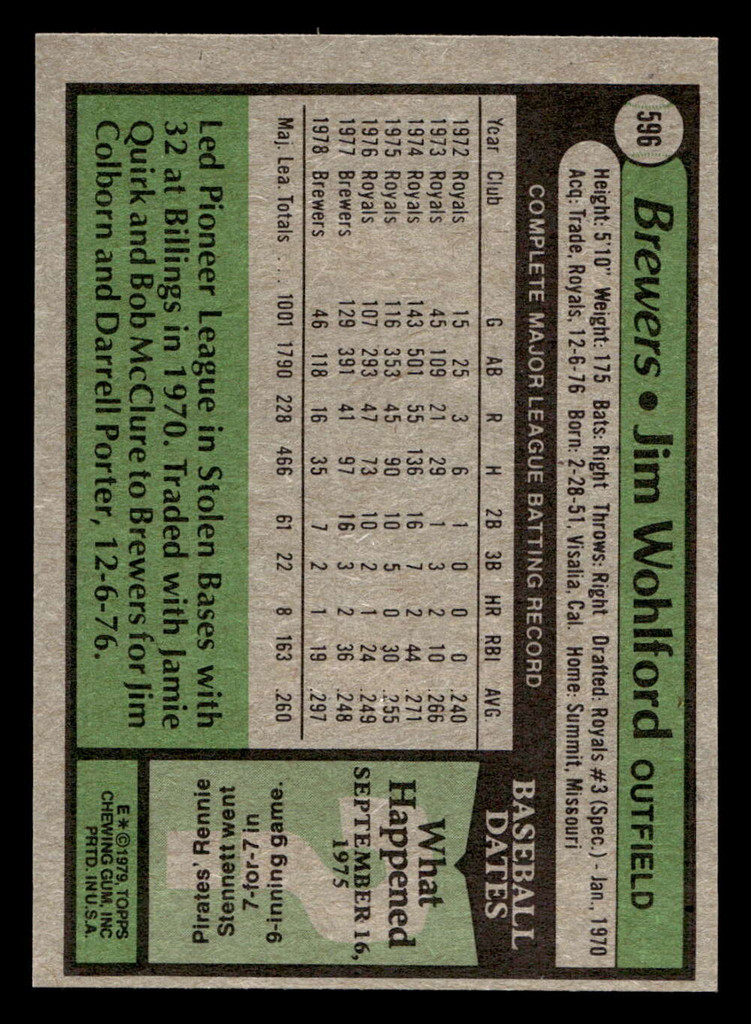 596
Brewers • Jim Wohlford OUTFIELD
Height: 5'10" Weight: 175 Bats: Right Throws: Right Drafted: Royals #3 (Spec.) - Jan., 1970
Acq: Trade, Royals, 12-6-76 Born: 2-28-51, Visalia, Cal. Home: Summit, Missouri
COMPLETE MAJOR LEAGUE BATTING RECORD
Year Club G AB R H 2B 3B HR RBI AVG
1972 Royals 15 25 3 6 1 0 0 0 .240
1973 Royals 45 109 21 29 1 3 2 10 .266
1974 Royals 143 501 55 136 16 7 2 44 .271
1975 Royals 116 353 45 90 10 5 0 30 .255
1976 Royals 107 293 47 73 10 2 1 24 .249
1977 Brewers 129 391 41 97 16 3 2 36 .248
1978 Brewers 46 118 16 35 7 2 1 19 .297
Maj. Lea. Totals . . . 1001 1790 228 466 61 22 8 163 .260
Led Pioneer League in Stolen Bases with
32 at Billings in 1970. Traded with Jamie
Quirk and Bob McClure to Brewers for Jim
Colborn and Darrell Porter, 12-6-76.
BASEBALL
DATES
What
Happened
SEPTEMBER 16,
1975
Pirates, Rennie
Stennett went
7-for-7 in
9-inning game.
E*©1979, TOPPS
CHEWING GUM, INC
PRTD. IN U.S.A.